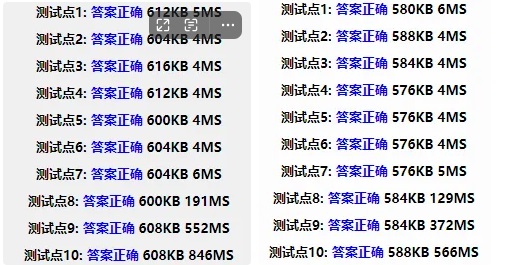 测试点1: 答案正确 612KB 5MS
测试点2: 答案正确 604KB 4MS
测试点3: 答案正确 616KB 4MS
测试点4: 答案正确 612KB 4MS
测试点5: 答案正确 600KB 4MS
测试点6: 答案正确 604KB 4MS
测试点7: 答案正确 604KB 6MS
测试点8: 答案正确 600KB 191MS
测试点9: 答案正确 608KB 552MS
测试点10: 答案正确 608KB 846MS
测试点1: 答案正确 580KB 6MS
测试点2: 答案正确 588KB 4MS
测试点3: 答案正确 584KB 4MS
测试点4: 答案正确 576KB 4MS
测试点5: 答案正确 576KB 4MS
测试点6: 答案正确 576KB 4MS
测试点7: 答案正确 576KB 5MS
测试点8: 答案正确 584KB 129MS
测试点9: 答案正确 584KB 372MS
测试点10: 答案正确 588KB 566MS